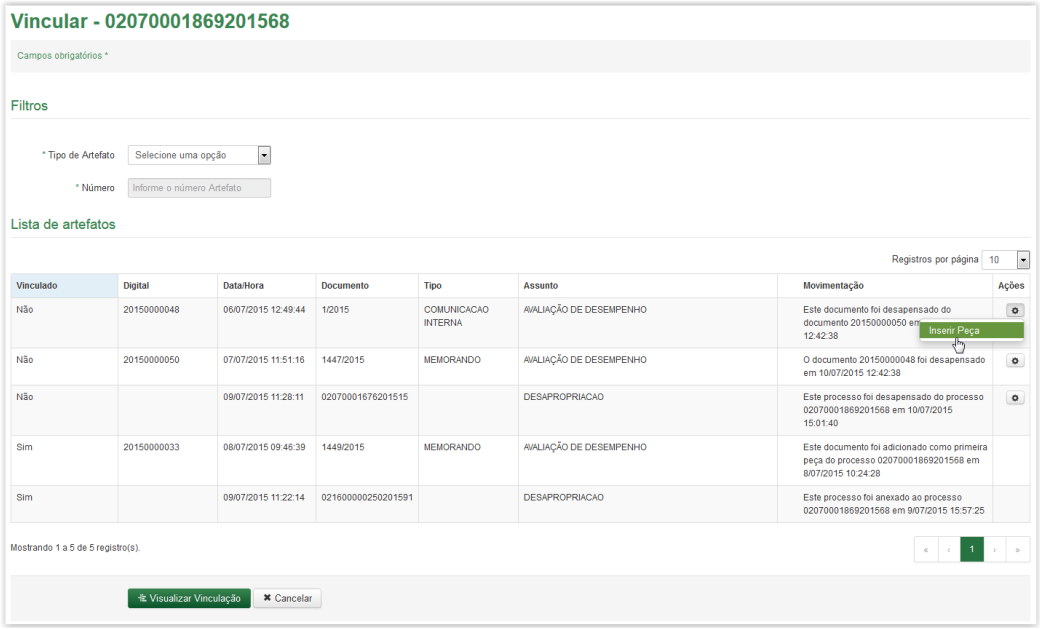 Vincular - 02070001869201568
Campos obrigatórios *
Filtros
* Tipo de Artefato Selecione uma opção
* Número Informe o número Artefato
Lista de artefatos
Registros por página 10
Vinculado Digital Data/Hora Documento Tipo Assunto Movimentação Ações
Não 20150000048 06/07/2015 12:49:44 1/2015 COMUNICACAO AVALIAÇÃO DE DESEMPENHO Este documento foi desapensado do
INTERNA documento 20150000050 em
12:42:38
Inserir Peça
Não 20150000050 07/07/2015 11:51:16 1447/2015 MEMORANDO AVALIAÇÃO DE DESEMPENHO O documento 20150000048 foi desapensado
em 10/07/2015 12:42:38
Não 09/07/2015 11:28:11 02070001676201515 DESAPROPRIACAO Este processo foi desapensado do processo
02070001869201568 em 10/07/2015
15:01:40
Sim 20150000033 08/07/2015 09:46:39 1449/2015 MEMORANDO AVALIAÇÃO DE DESEMPENHO Este documento foi adicionado como primeira
peça do processo 02070001869201568 em
8/07/2015 10:24:28
Sim 09/07/2015 11:22:14 021600000250201591 DESAPROPRIACAO Este processo foi anexado ao processo
02070001869201568 em 9/07/2015 15:57:25
Mostrando 1 a 5 de 5 registro(s).
« ‹ 1 › »
Visualizar Vinculação Cancelar